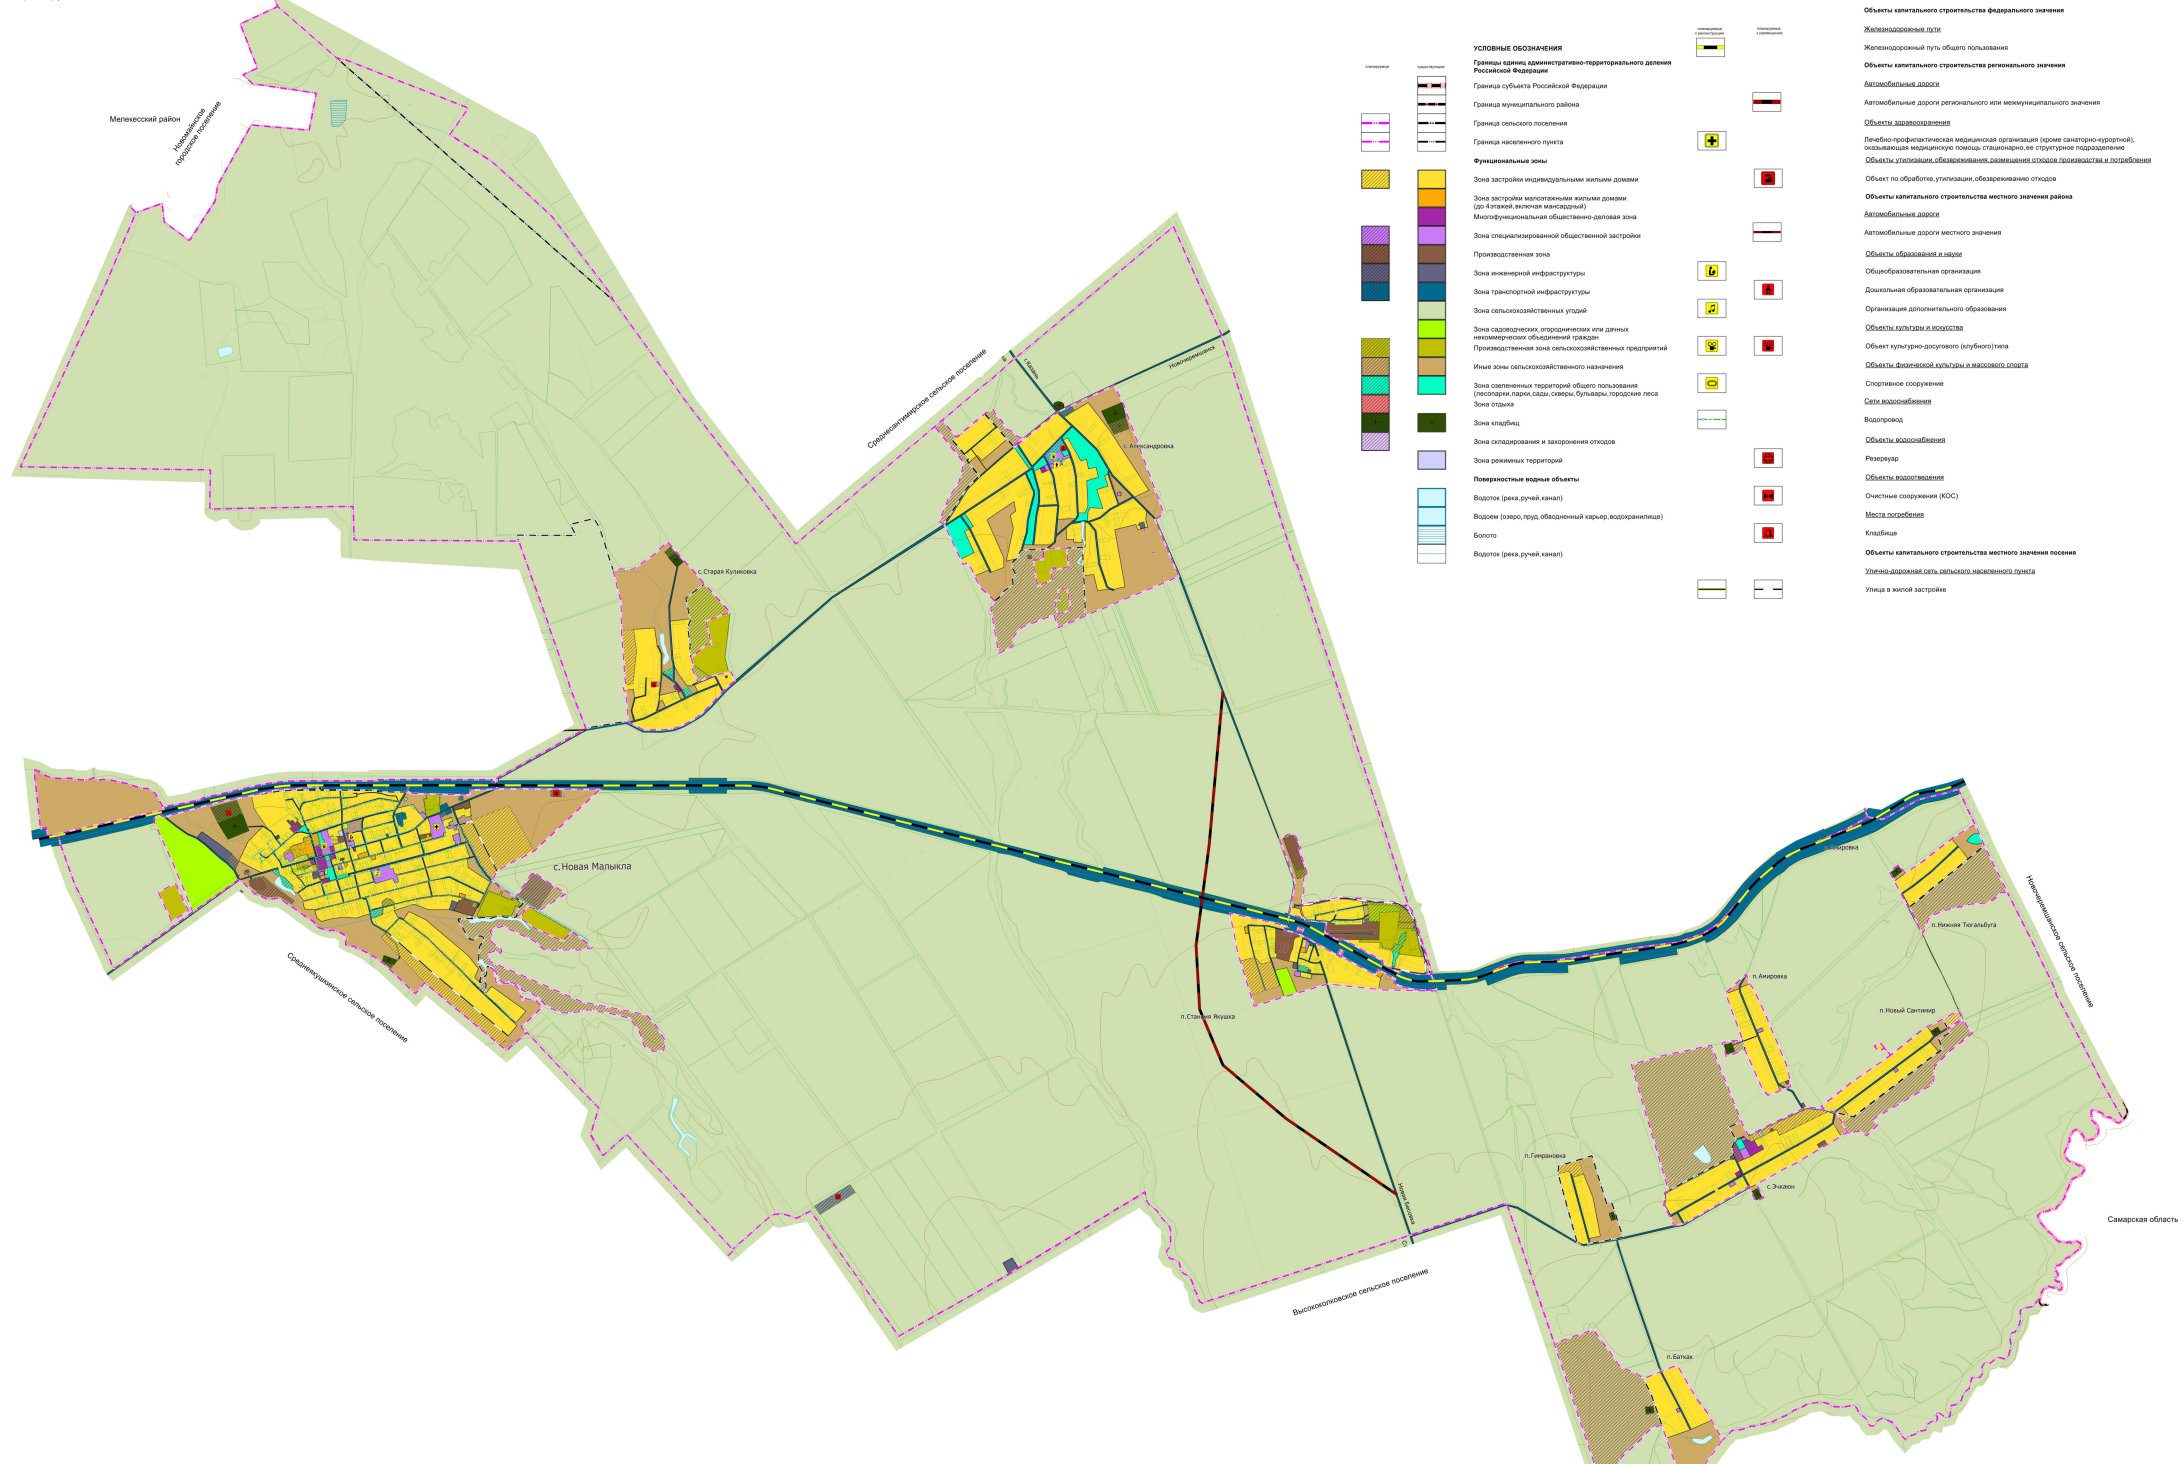 УСЛОВНЫЕ ОБОЗНАЧЕНИЯ
Границы единиц административно-территориального деления
Российской Федерации
планируемые
существующие
Граница субъекта Российской Федерации
Граница муниципального района
Граница сельского поселения
Граница населенного пункта
Функциональные зоны
Зона застройки индивидуальными жилыми домами
Зона застройки малоэтажными жилыми домами
(до 4этажей,включая мансардный)
Многофункциональная общественно-деловая зона
Зона специализированной общественной застройки
Производственная зона
Зона инженерной инфраструктуры
Зона транспортной инфраструктуры
Зона сельскохозяйственных угодий
Зона садоводческих,огороднических или дачных
некоммерческих объединений граждан
Производственная зона сельскохозяйственных предприятий
Иные зоны сельскохозяйственного назначения
Зона озелененных территорий общего пользования
(лесопарки,парки,сады,скверы,бульвары,городские леса
Зона отдыха
Зона кладбищ
Зона складирования и захоронения отходов
Зона режимных территорий
Поверхностные водные объекты
Водоток (река,ручей,канал)
Водоем (озеро,пруд,обводненный карьер,водохранилище)
Болото
Водоток (река,ручей,канал)
планируемые
к реконструкции
планируемые
к размещению
Объекты капитального строительства федерального значения
Железнодорожные пути
Железнодорожный путь общего пользования
Объекты капитального строительства регионального значения
Автомобильные дороги
Автомобильные дороги регионального или межмуниципального значения
Объекты здравоохранения
Лечебно-профилактическая медицинская организация (кроме санаторно-курортной),
оказывающая медицинскую помощь стационарно,ее структурное подразделение
Объекты утилизации,обезвреживания,размещения отходов производства и потребления
Объект по обработке,утилизации,обезвреживанию отходов
Объекты капитального строительства местного значения района
Автомобильные дороги
Автомобильные дороги местного значения
Объекты образования и науки
Общеобразовательная организация
Дошкольная образовательная организация
Организация дополнительного образования
Объекты культуры и искусства
Объект культурно-досугового (клубного)типа
Объекты физической культуры и массового спорта
Спортивное сооружение
Сети водоснабжения
Водопровод
Объекты водоснабжения
Резервуар
Объекты водоотведения
Очистные сооружения (КОС)
Места погребения
Кладбище
Объекты капитального строительства местного значения посения
Улично-дорожная сеть сельского населенного пункта
Улица в жилой застройке
Мелекесский район
Новомайнское
городское поселение
Среднесантимирское сельское поселение
г.Казань
Новочеремшанск
с.Александровка
с.Старая Куликовка
с.Новая Малыкла
Среднеякушкинское сельское поселение
п.Станция Якушка
Новая Бесовка
Высококолковское сельское поселение
п.Амировка
п.Нижняя Тюгальбуга
Новочеремшанское сельское поселение
п.Амировка
п.Новый Сантимир
п.Гимрановка
с.Эчкаюн
п.Баткак
Самарская область